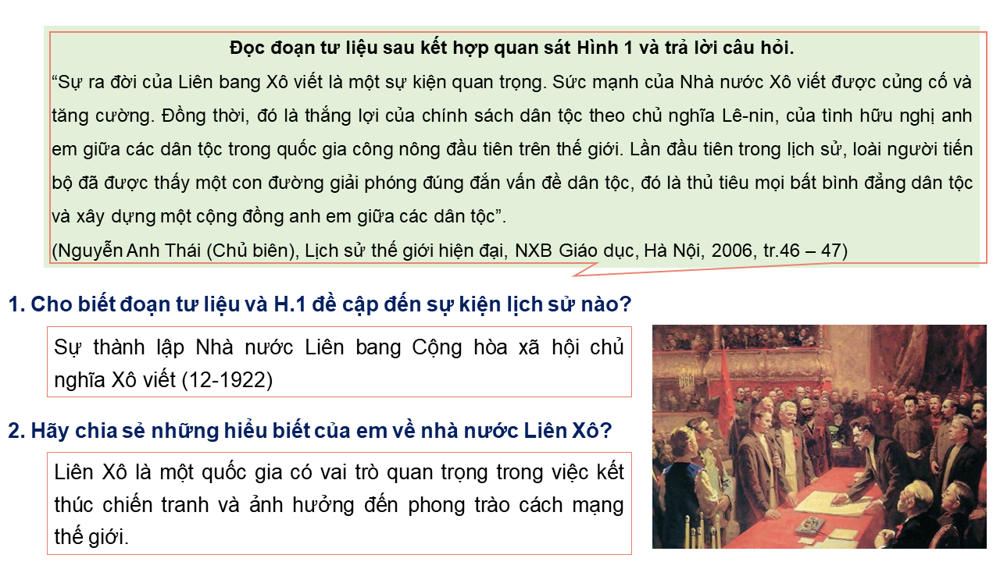 Đọc đoạn tư liệu sau kết hợp quan sát Hình 1 và trả lời câu hỏi.
“Sự ra đời của Liên bang Xô viết là một sự kiện quan trọng. Sức mạnh của Nhà nước Xô viết được củng cố và
tăng cường. Đồng thời, đó là thắng lợi của chính sách dân tộc theo chủ nghĩa Lê-nin, của tình hữu nghị anh
em giữa các dân tộc trong quốc gia công nông đầu tiên trên thế giới. Lần đầu tiên trong lịch sử, loài người tiến
bộ đã được thấy một con đường giải phóng đúng đắn vấn đề dân tộc, đó là thủ tiêu mọi bất bình đẳng dân tộc
và xây dựng một cộng đồng anh em giữa các dân tộc”.
(Nguyễn Anh Thái (Chủ biên), Lịch sử thế giới hiện đại, NXB Giáo dục, Hà Nội, 2006, tr.46 – 47)
1. Cho biết đoạn tư liệu và H.1 đề cập đến sự kiện lịch sử nào?
Sự thành lập Nhà nước Liên bang Cộng hòa xã hội chủ
nghĩa Xô viết (12-1922)
2. Hãy chia sẻ những hiểu biết của em về nhà nước Liên Xô?
Liên Xô là một quốc gia có vai trò quan trọng trong việc kết
thúc chiến tranh và ảnh hưởng đến phong trào cách mạng
thế giới.